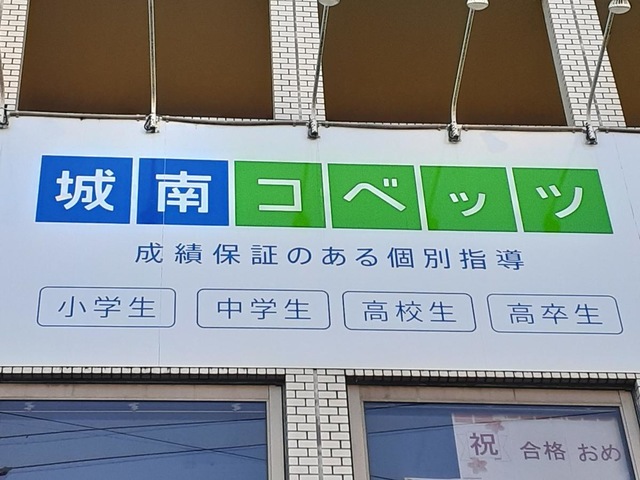 城南コベッツ
成績保証のある個別指導
小学生 中学生 高校生 高卒生
祝 合格 おめ